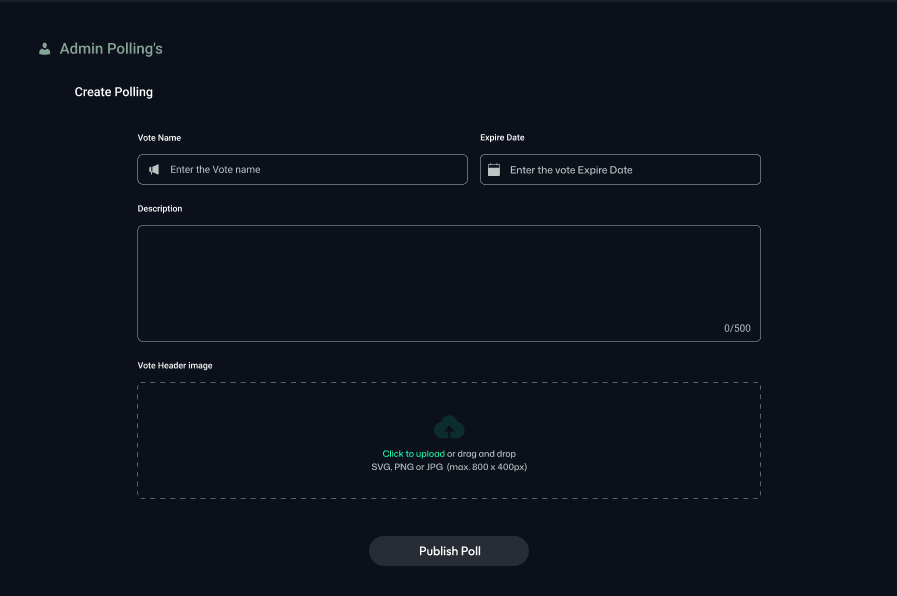 Admin Polling's
Create Polling
Vote Name
Expire Date
Enter the Vote name
Enter the vote Expire Date
Description
0/500
Vote Header image
Click to upload or drag and drop
SVG, PNG or JPG (max. 800 x 400px)
Publish Poll